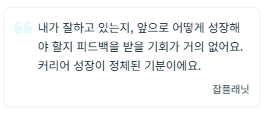 내가 잘하고 있는지, 앞으로 어떻게 성장해
야 할지 피드백을 받을 기회가 거의 없어요.
커리어 성장이 정체된 기분이에요.
잡플래닛